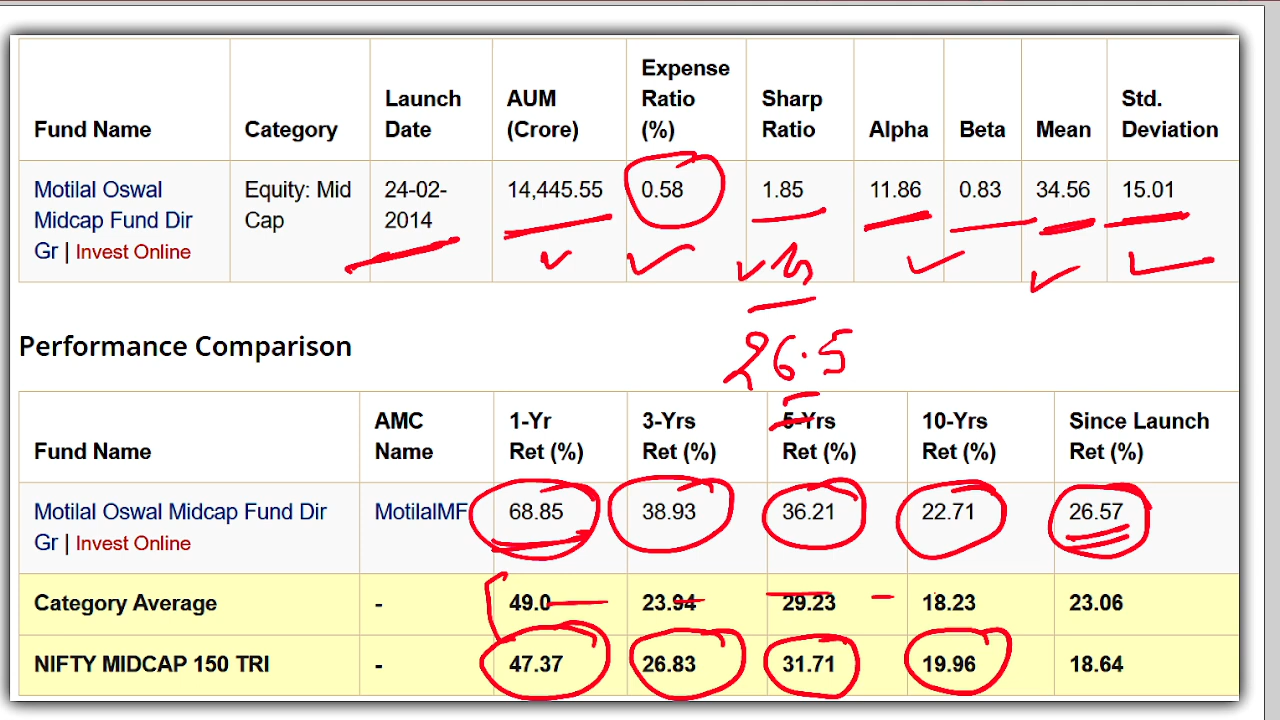 Fund Name Category Launch Date AUM (Crore) Expense Ratio (%) Sharp Ratio Alpha Beta Mean Std. Deviation
Motilal Oswal Midcap Fund Dir Gr | Invest Online Equity: Mid Cap 24-02-2014 14,445.55 0.58 1.85 11.86 0.83 34.56 15.01
26.5
Performance Comparison
Fund Name AMC Name 1-Yr Ret (%) 3-Yrs Ret (%) 5-Yrs Ret (%) 10-Yrs Ret (%) Since Launch Ret (%)
Motilal Oswal Midcap Fund Dir Gr | Invest Online MotilalMF 68.85 38.93 36.21 22.71 26.57
Category Average - 49.0 23.94 29.23 18.23 23.06
NIFTY MIDCAP 150 TRI - 47.37 26.83 31.71 19.96 18.64